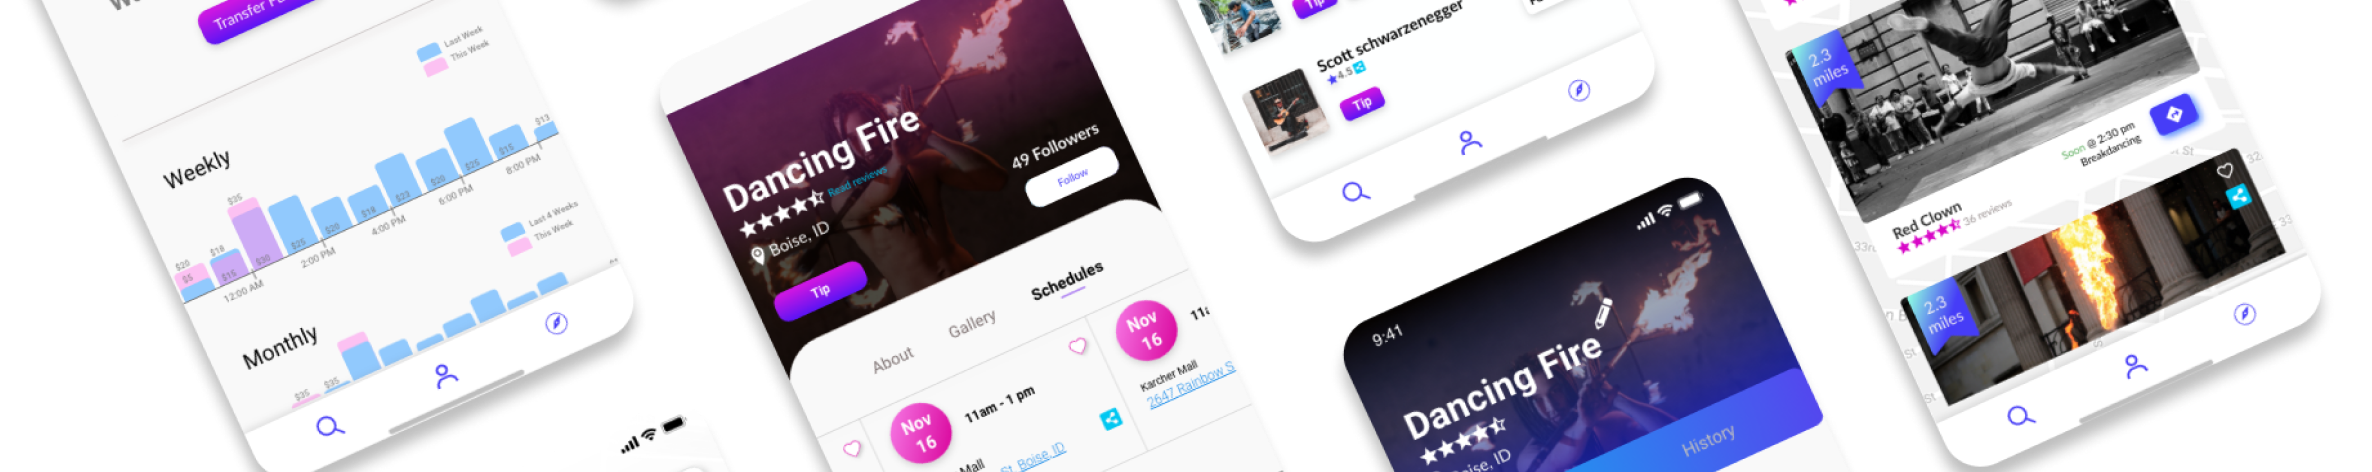 Transfer
Last Week
This Week
Weekly
$35
$20
$18
$5
$15
$30
$25
$20
$18
$23
$20
$25
$15
$13
12:00 AM
2:00 PM
4:00 PM
6:00 PM
8:00 PM
Last 4 Weeks
This Week
Monthly
$35
$35
Dancing Fire
Read reviews
49 Followers
Follow
Boise, ID
Tip
About
Gallery
Schedules
Nov
16
11am - 1 pm
Mall
St. Boise, ID
Nov
16
Karcher Mall
2647 Rainbow S
Tip
Scott schwarzenegger
4.5
Tip
9:41
Dancing Fire
Boise, ID
History
2.3
miles
Soon @ 2:30 pm
Breakdancing
Red Clown
36 reviews
2.3
miles
St